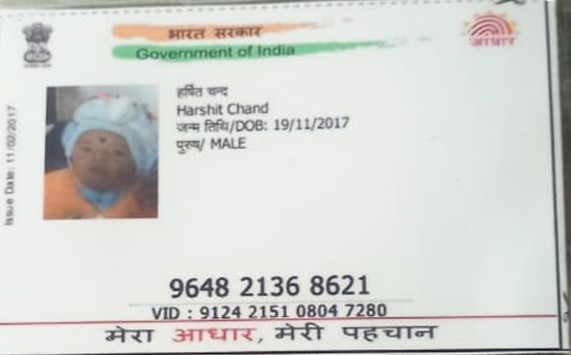 भारत सरकार
Government of India
आधार
Issue Date: 11/02/2017
हर्षित चन्द
Harshit Chand
जन्म तिथि/DOB: 19/11/2017
पुरुष/ MALE
9648 2136 8621
VID : 9124 2151 0804 7280
मेरा आधार, मेरी पहचान